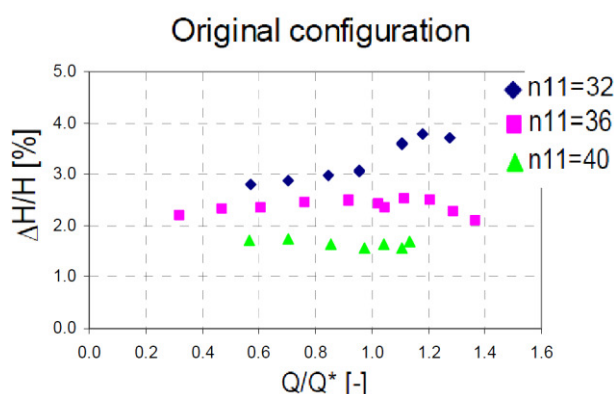 Original configuration
5.0
4.0
3.0
2.0
1.0
0.0
ΔH/H [%]
0.0 0.2 0.4 0.6 0.8 1.0 1.2 1.4 1.6
Q/Q* [-]
n11=32
n11=36
n11=40